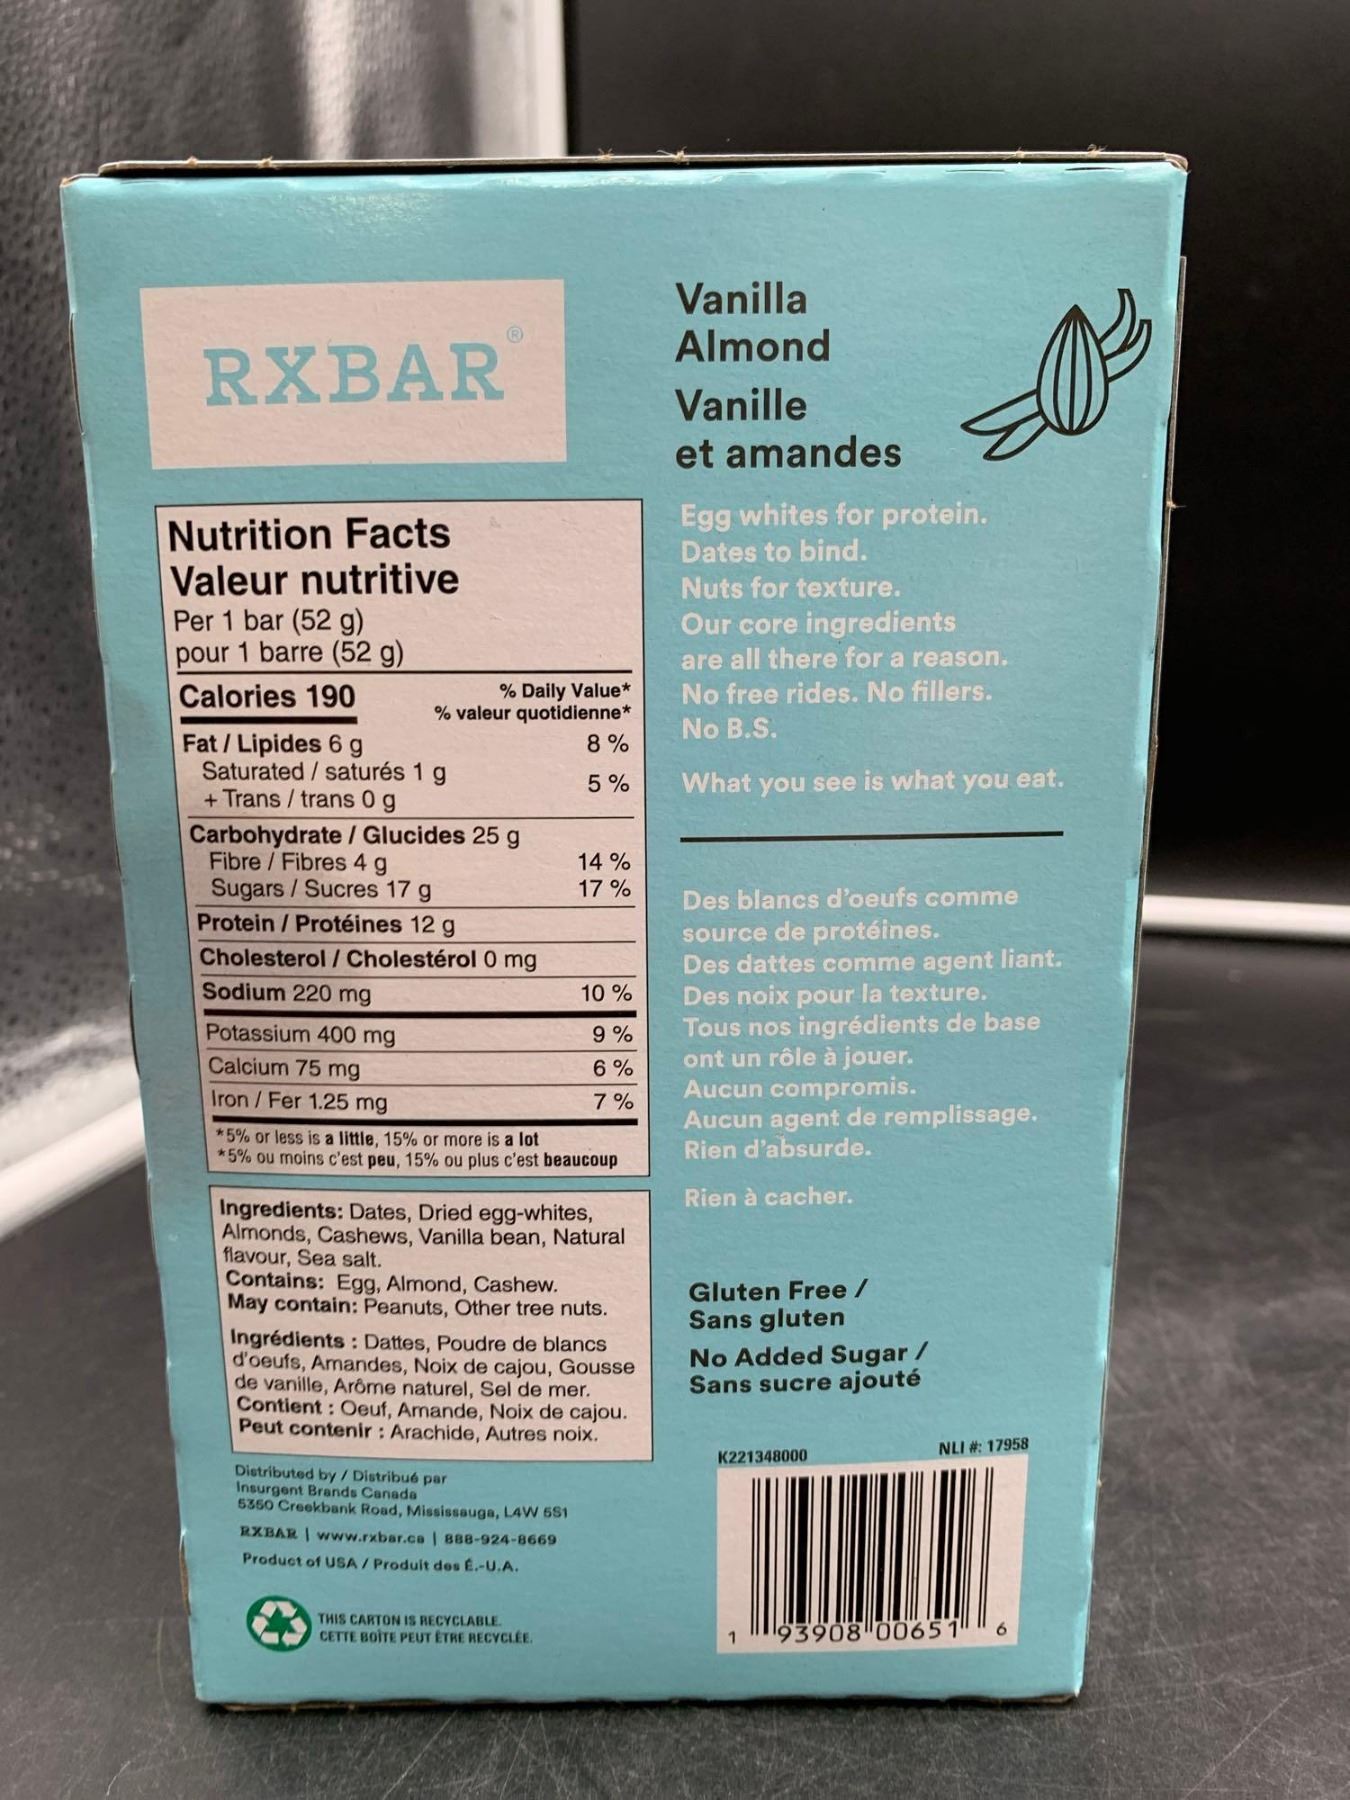 RXBAR®
Vanilla
Almond
Vanille
et amandes
Nutrition Facts
Valeur nutritive
Per 1 bar (52 g)
pour 1 barre (52 g)
Calories 190
% Daily Value*
% valeur quotidienne*
Fat / Lipides 6 g 8 %
Saturated / saturés 1 g
+ Trans / trans 0 g 5 %
Carbohydrate / Glucides 25 g
Fibre / Fibres 4 g 14 %
Sugars / Sucres 17 g 17 %
Protein / Protéines 12 g
Cholesterol / Cholestérol 0 mg
Sodium 220 mg 10 %
Potassium 400 mg 9 %
Calcium 75 mg 6 %
Iron / Fer 1.25 mg 7 %
*5% or less is a little, 15% or more is a lot
*5% ou moins c'est peu, 15% ou plus c'est beaucoup
Ingredients: Dates, Dried egg-whites,
Almonds, Cashews, Vanilla bean, Natural
flavour, Sea salt.
Contains: Egg, Almond, Cashew.
May contain: Peanuts, Other tree nuts.
Ingrédients : Dattes, Poudre de blancs
d'oeufs, Amandes, Noix de cajou, Gousse
de vanille, Arôme naturel, Sel de mer.
Contient : Oeuf, Amande, Noix de cajou.
Peut contenir : Arachide, Autres noix.
Distributed by / Distribué par
Insurgent Brands Canada
5350 Creekbank Road, Mississauga, L4W 5S1
RXBAR | www.rxbar.ca | 888-924-8669
Product of USA / Produit des É.-U.A.
THIS CARTON IS RECYCLABLE.
CETTE BOÎTE PEUT ÊTRE RECYCLÉE.
Egg whites for protein.
Dates to bind.
Nuts for texture.
Our core ingredients
are all there for a reason.
No free rides. No fillers.
No B.S.
What you see is what you eat.
Des blancs d'oeufs comme
source de protéines.
Des dattes comme agent liant.
Des noix pour la texture.
Tous nos ingrédients de base
ont un rôle à jouer.
Aucun compromis.
Aucun agent de remplissage.
Rien d'absurde.
Rien à cacher.
Gluten Free /
Sans gluten
No Added Sugar /
Sans sucre ajouté
K221348000 NLI #: 17958
1 93908 00651 6